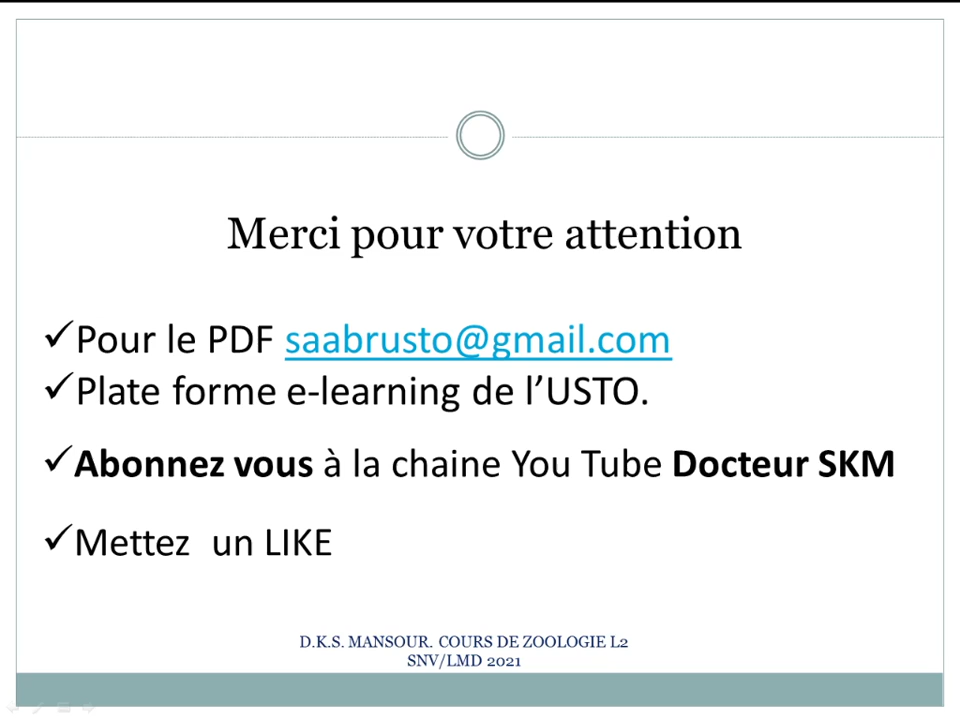 Merci pour votre attention
✓Pour le PDF saabrusto@gmail.com
✓Plate forme e-learning de l’USTO.
✓Abonnez vous à la chaine You Tube Docteur SKM
✓Mettez  un LIKE
D.K.S. MANSOUR. COURS DE ZOOLOGIE L2
SNV/LMD 2021